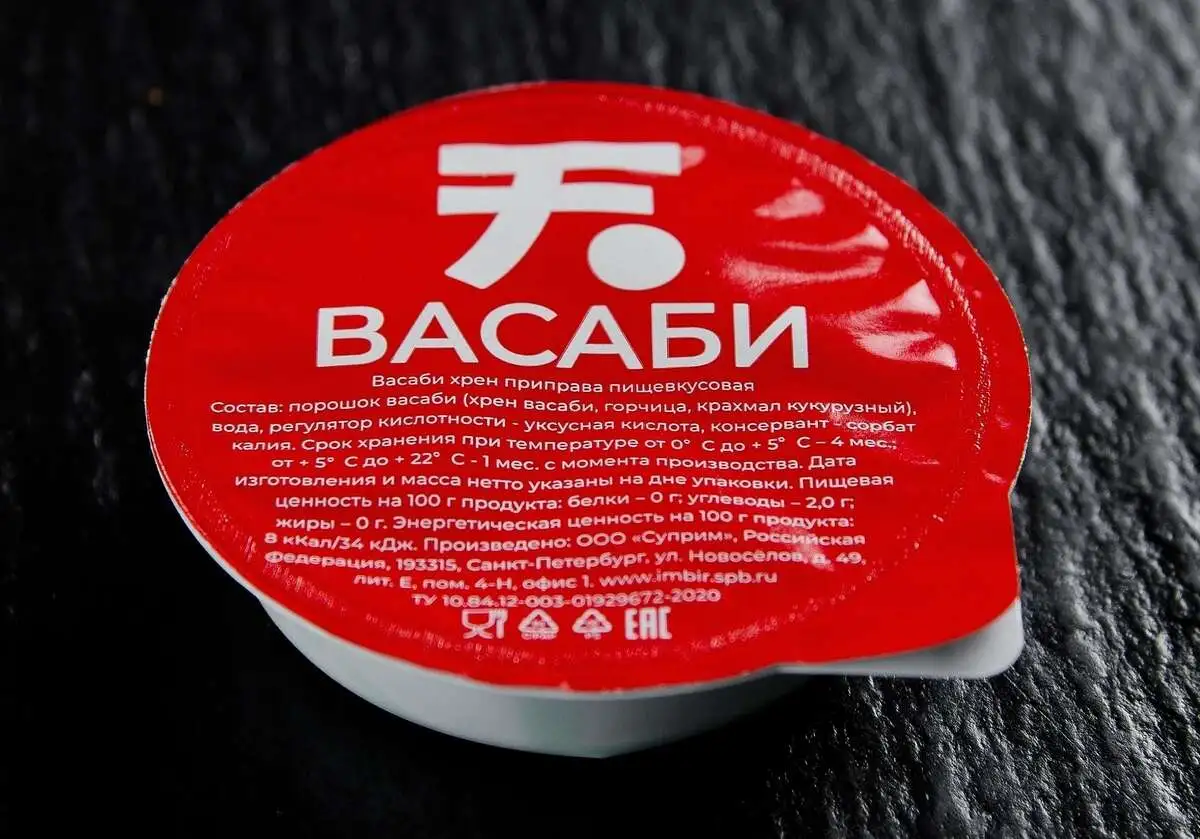 ВАСАБИ
Васаби хрен приправа пищевкусовая
Состав: порошок васаби (хрен васаби, горчица, крахмал кукурузный),
вода, регулятор кислотности - уксусная кислота, консервант - сорбат
калия. Срок хранения при температуре от 0° С до + 5° С – 4 мес.,
от + 5° С до + 22° С - 1 мес. с момента производства. Дата
изготовления и масса нетто указаны на дне упаковки. Пищевая
ценность на 100 г продукта: белки – 0 г; углеводы – 2,0 г;
жиры – 0 г. Энергетическая ценность на 100 г продукта:
8 кКал/34 кДж. Произведено: ООО «Суприм», Российская
Федерация, 193315, Санкт-Петербург, ул. Новосёлов, д. 49,
лит. Е, пом. 4-Н, офис 1. www.imbir.spb.ru
ТУ 10.84.12-003-01929672-2020
EAC